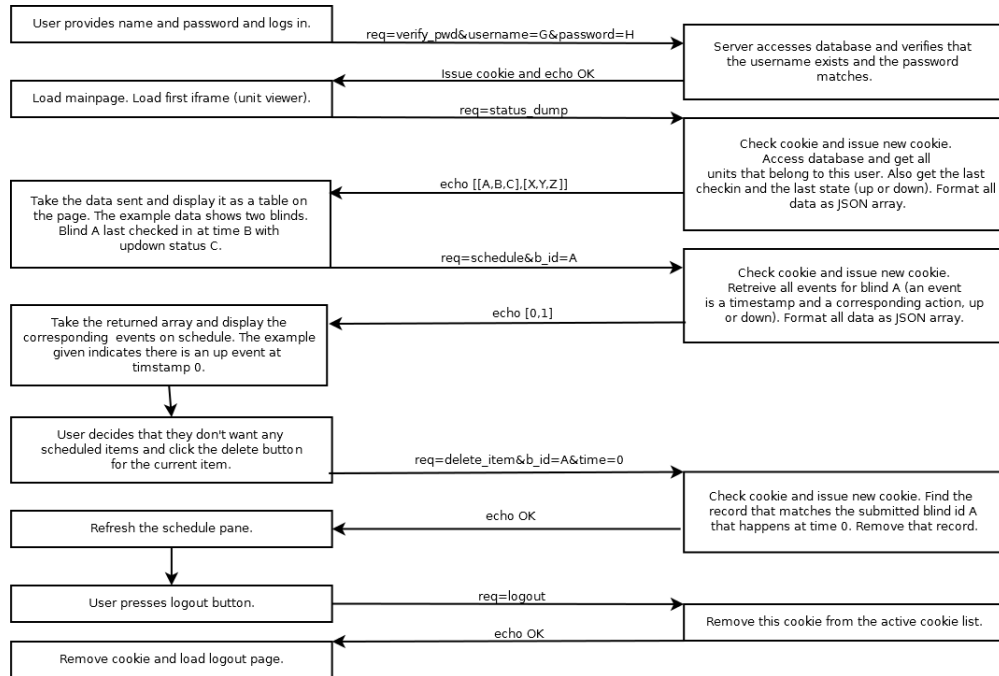 User provides name and password and logs in.
req=verify_pwd&username=G&password=H
Server accesses database and verifies that
the username exists and the password
matches.
Issue cookie and echo OK
Load mainpage. Load first iframe (unit viewer).
req=status_dump
Check cookie and issue new cookie.
Access database and get all
units that belong to this user. Also get the last
checkin and the last state (up or down). Format all
data as JSON array.
echo [[A,B,C],[X,Y,Z]]
Take the data sent and display it as a table on
the page. The example data shows two blinds.
Blind A last checked in at time B with
updown status C.
req=schedule&b_id=A
Check cookie and issue new cookie.
Retreive all events for blind A (an event
is a timestamp and a corresponding action, up
or down). Format all data as JSON array.
echo [0,1]
Take the returned array and display the
corresponding events on schedule. The example
given indicates there is an up event at
timstamp 0.
User decides that they don't want any
scheduled items and click the delete button
for the current item.
req=delete_item&b_id=A&time=0
Check cookie and issue new cookie. Find the
record that matches the submitted blind id A
that happens at time 0. Remove that record.
echo OK
Refresh the schedule pane.
User presses logout button.
req=logout
Remove this cookie from the active cookie list.
echo OK
Remove cookie and load logout page.